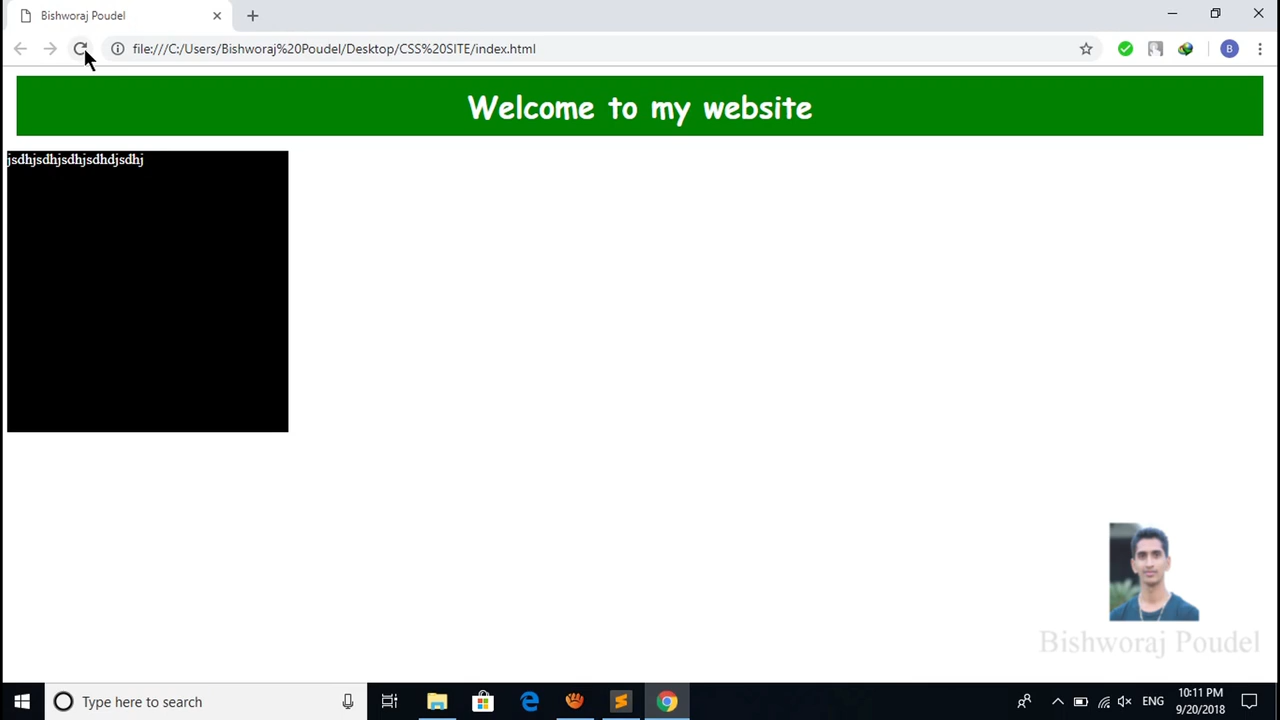 Bishworaj Poudel
file:///C:/Users/Bishworaj%20Poudel/Desktop/CSS%20SITE/index.html
B
Welcome to my website
jsdhjsdhjsdhjsdhdjsdhj
Bishworaj Poudel
Type here to search
ENG
10:11 PM
9/20/2018